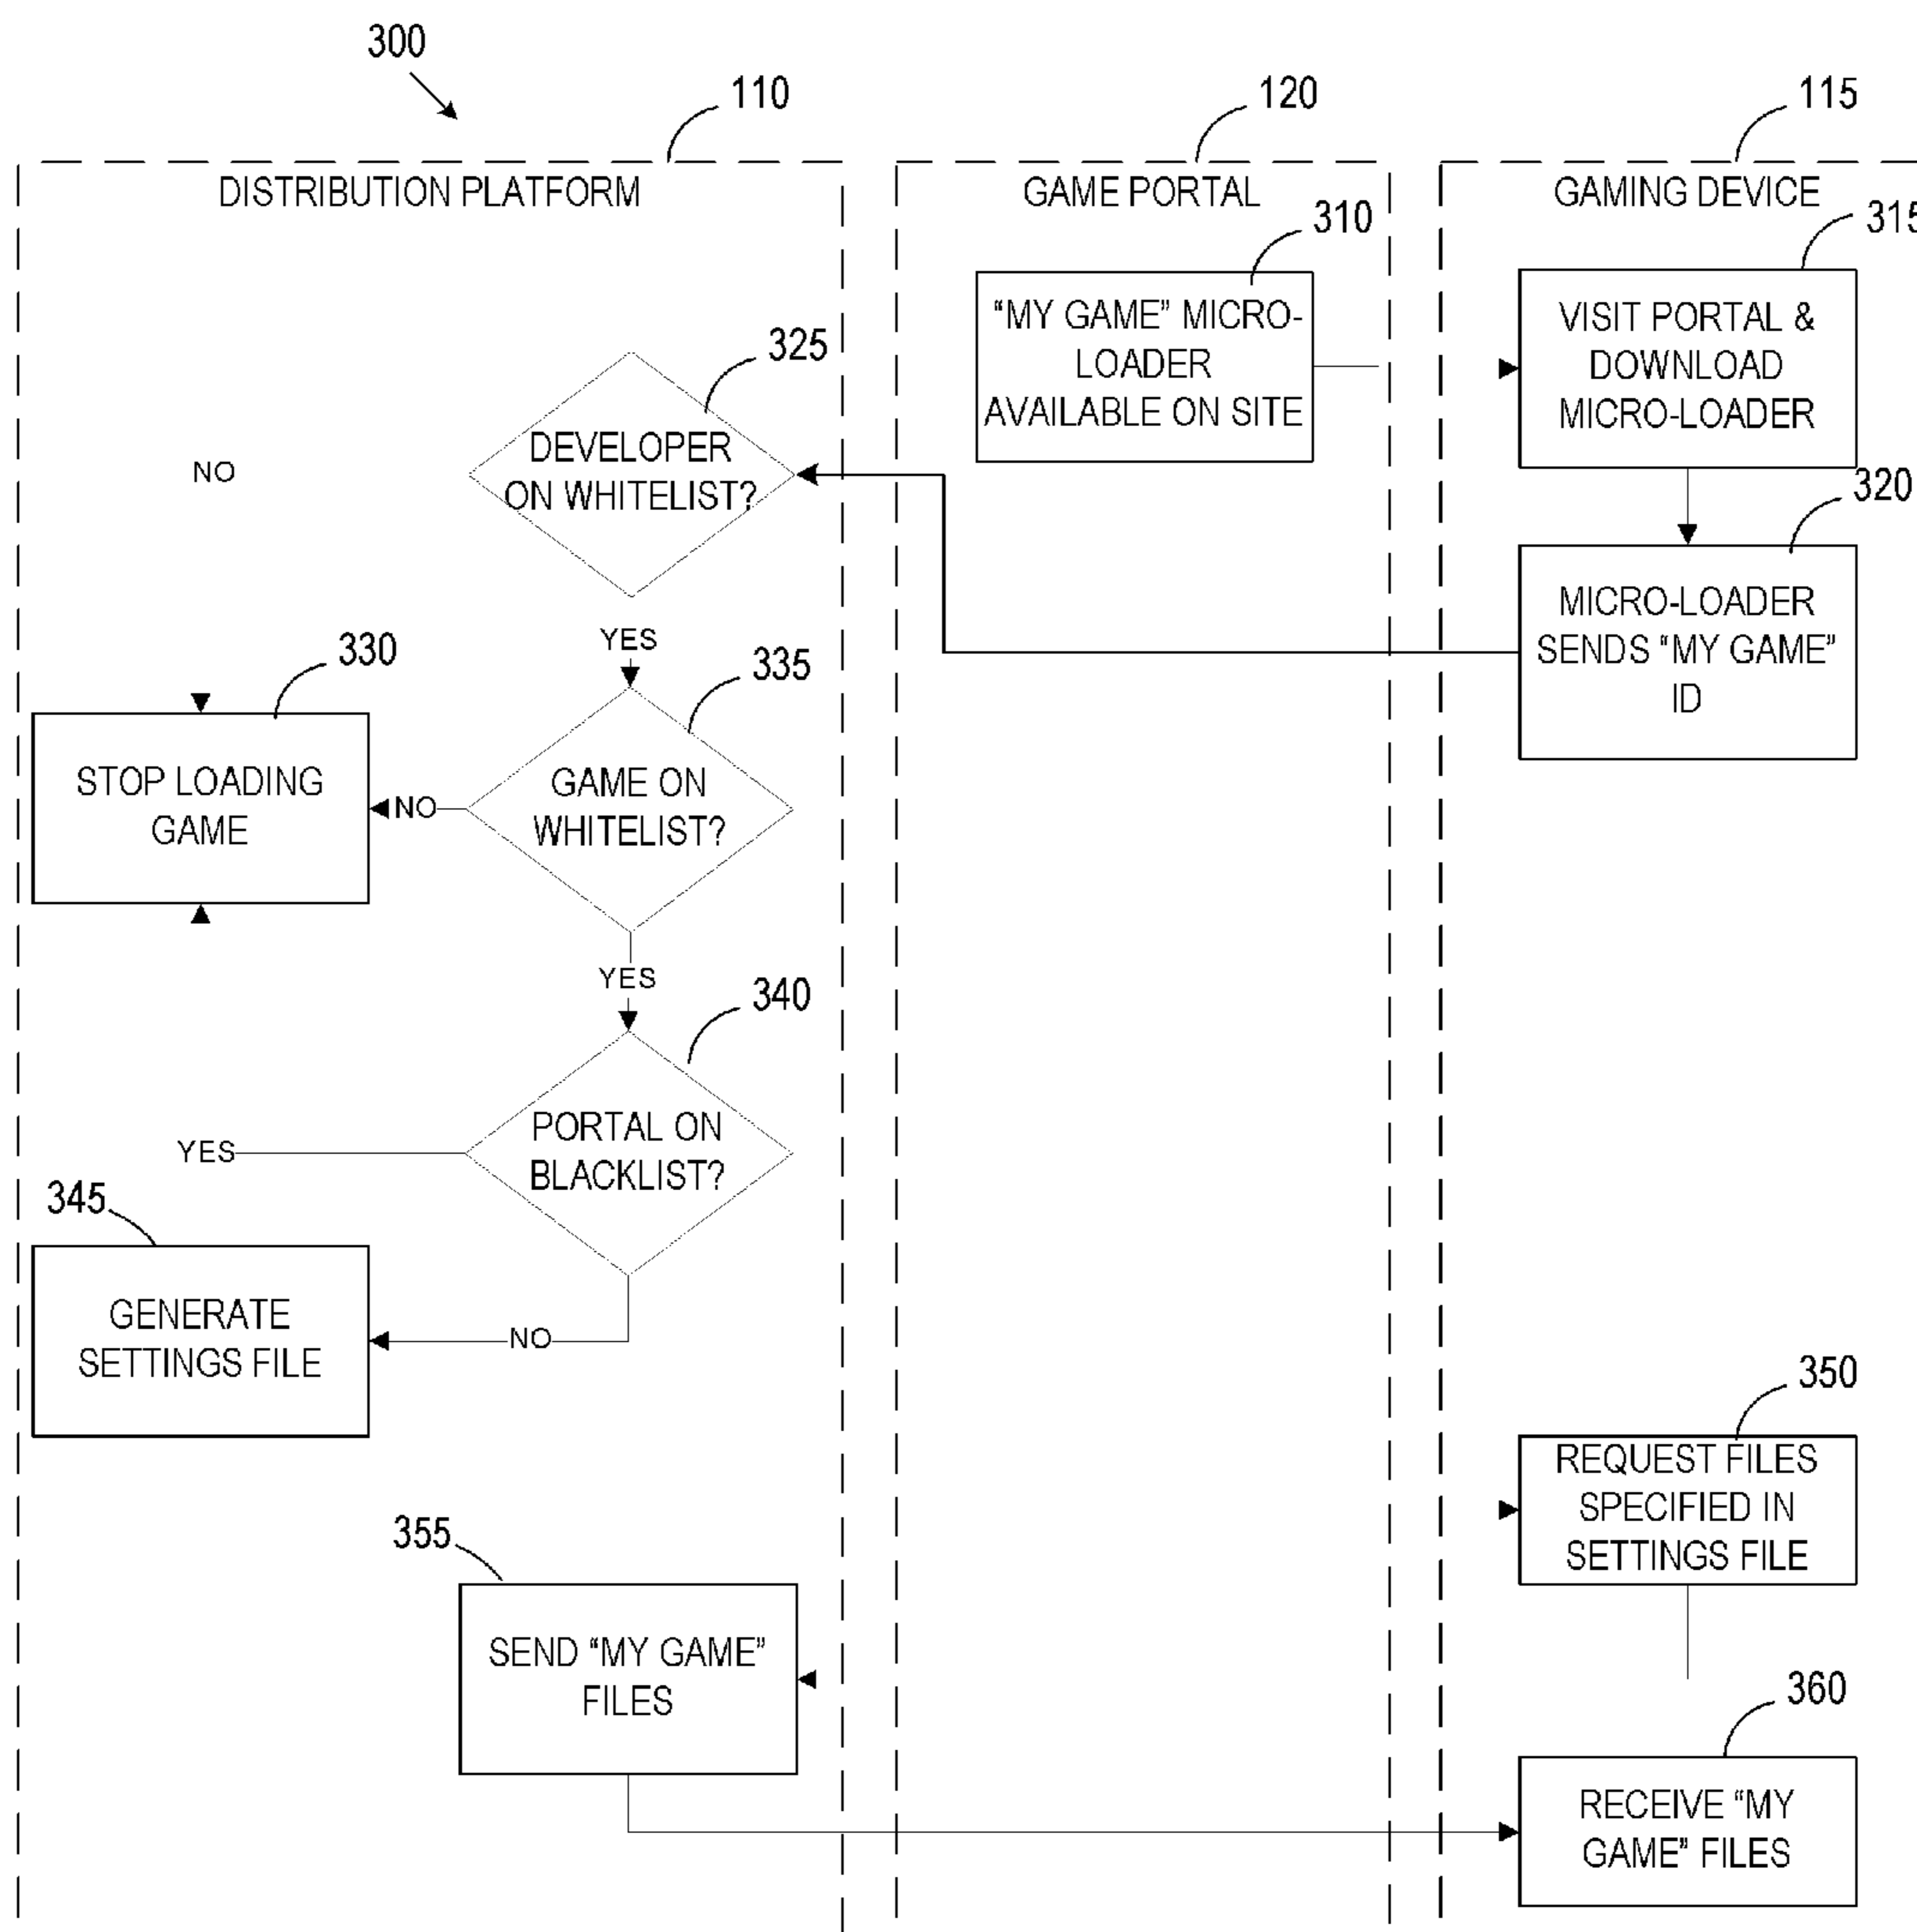 300
110
120
115
DISTRIBUTION PLATFORM
GAME PORTAL
GAMING DEVICE
310
315
"MY GAME" MICRO-
LOADER
AVAILABLE ON SITE
VISIT PORTAL &
DOWNLOAD
MICRO-LOADER
325
DEVELOPER
ON WHITELIST?
NO
320
MICRO-LOADER
SENDS "MY GAME"
ID
YES
330
335
STOP LOADING
GAME
NO
GAME ON
WHITELIST?
YES
340
PORTAL ON
BLACKLIST?
YES
345
GENERATE
SETTINGS FILE
NO
350
REQUEST FILES
SPECIFIED IN
SETTINGS FILE
355
SEND "MY GAME"
FILES
360
RECEIVE "MY
GAME" FILES